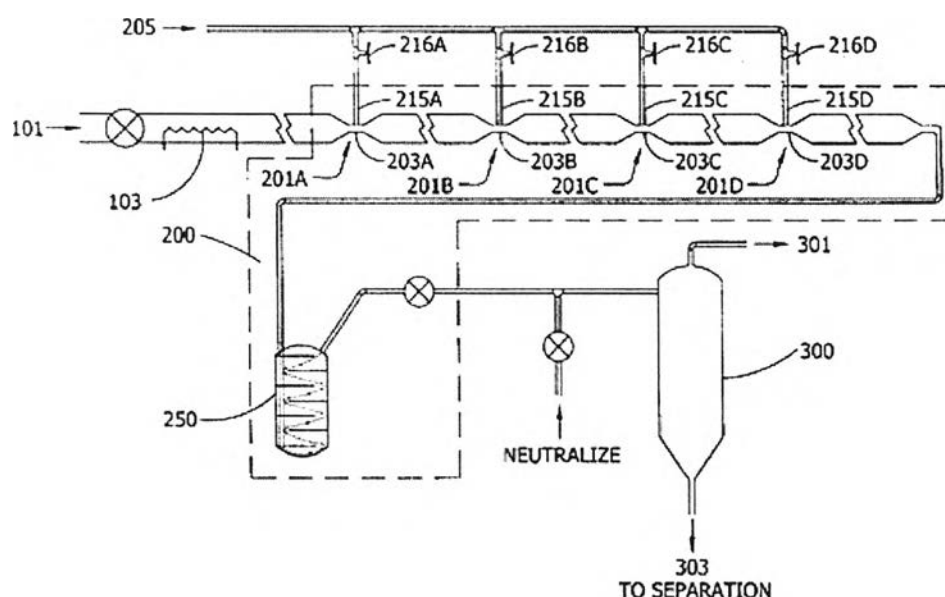 205
216A
216B
216C
216D
215A
215B
215C
215D
101
203A
203B
203C
203D
201A
201B
201C
201D
103
200
301
300
250
NEUTRALIZE
303
TO SEPARATION